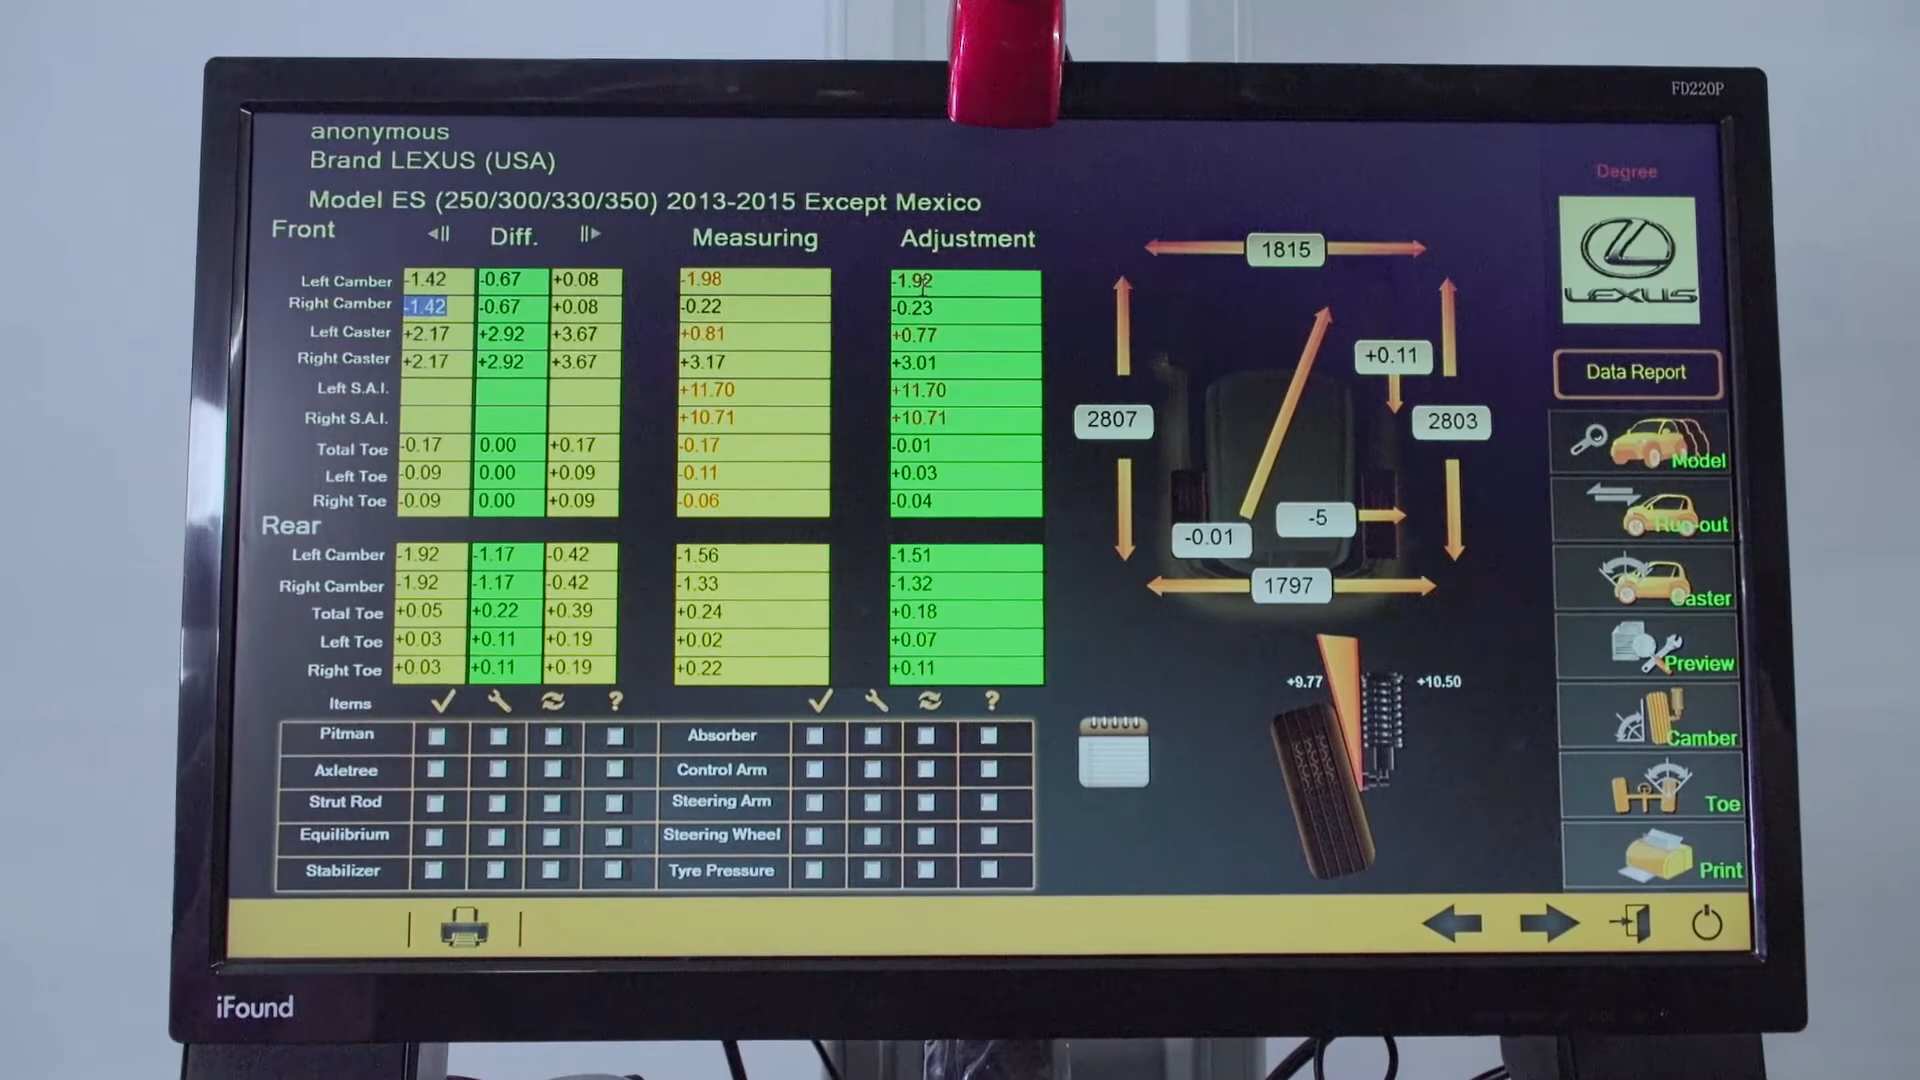 FD220P
anonymous
Brand LEXUS (USA)
Model ES (250/300/330/350) 2013-2015 Except Mexico
Degree
LEXUS
Front Diff. Measuring Adjustment
Left Camber -1.42 -0.67 +0.08 -1.98 -1.92
Right Camber -1.42 -0.67 +0.08 -0.22 -0.23
Left Caster +2.17 +2.92 +3.67 +0.81 +0.77
Right Caster +2.17 +2.92 +3.67 +3.17 +3.01
Left S.A.I. +11.70 +11.70
Right S.A.I. +10.71 +10.71
Total Toe -0.17 0.00 +0.17 -0.17 -0.01
Left Toe -0.09 0.00 +0.09 -0.11 +0.03
Right Toe -0.09 0.00 +0.09 -0.06 -0.04
Rear
Left Camber -1.92 -1.17 -0.42 -1.56 -1.51
Right Camber -1.92 -1.17 -0.42 -1.33 -1.32
Total Toe +0.05 +0.22 +0.39 +0.24 +0.18
Left Toe +0.03 +0.11 +0.19 +0.02 +0.07
Right Toe +0.03 +0.11 +0.19 +0.22 +0.11
Items ? ?
Pitman Absorber
Axletree Control Arm
Strut Rod Steering Arm
Equilibrium Steering Wheel
Stabilizer Tyre Pressure
1815
+0.11
2807 2803
-5
-0.01
1797
+9.77 +10.50
Data Report
Model
Run-out
Caster
Preview
Camber
Toe
Print
iFound